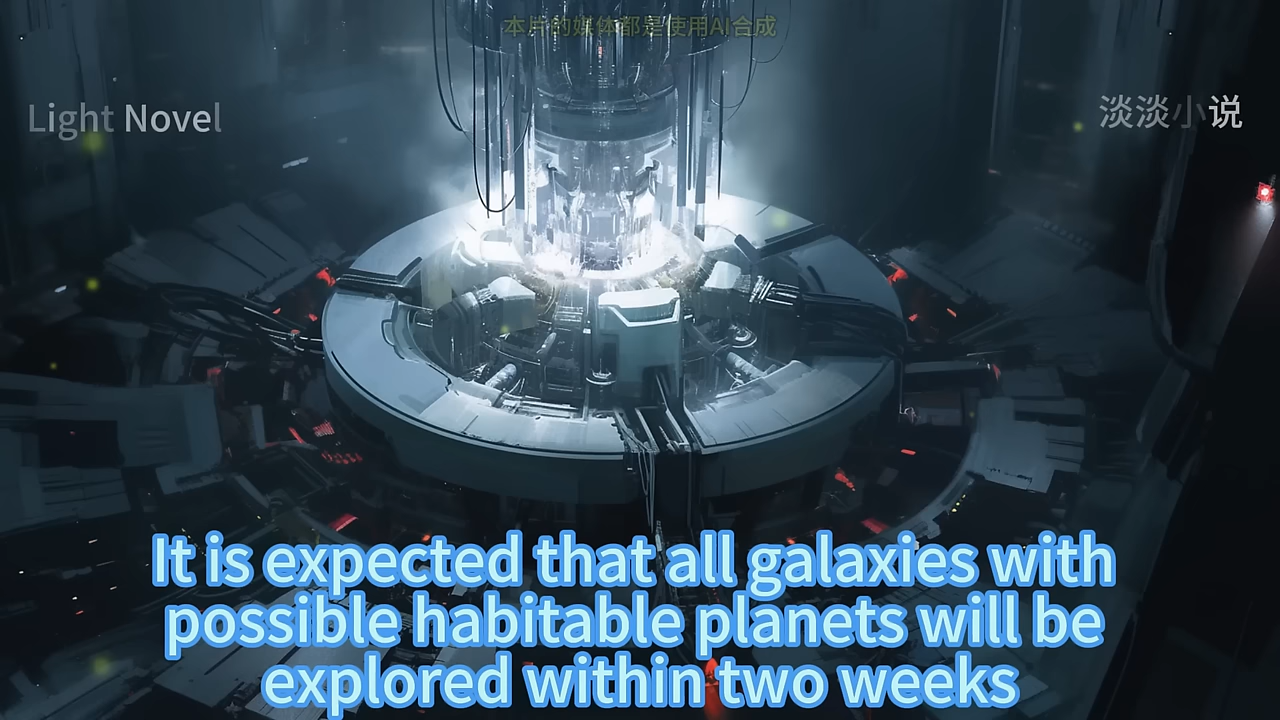 本片的媒体都是使用AI合成
Light Novel
淡淡小说
It is expected that all galaxies with
possible habitable planets will be
explored within two weeks